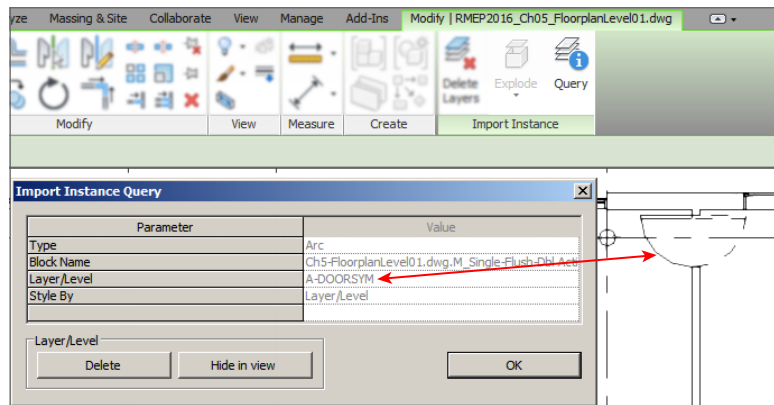 yze Massing & Site Collaborate View Manage Add-Ins Modify | RMEP2016_Ch05_FloorplanLevel01.dwg
Delete Layers Explode Query
Modify View Measure Create Import Instance
Import Instance Query
Parameter Value
Type Arc
Block Name Ch5-FloorplanLevel01.dwg.M_Single-Flush-Dbl Acti
Layer/Level A-DOORSYM
Style By Layer/Level
Layer/Level
Delete Hide in view OK